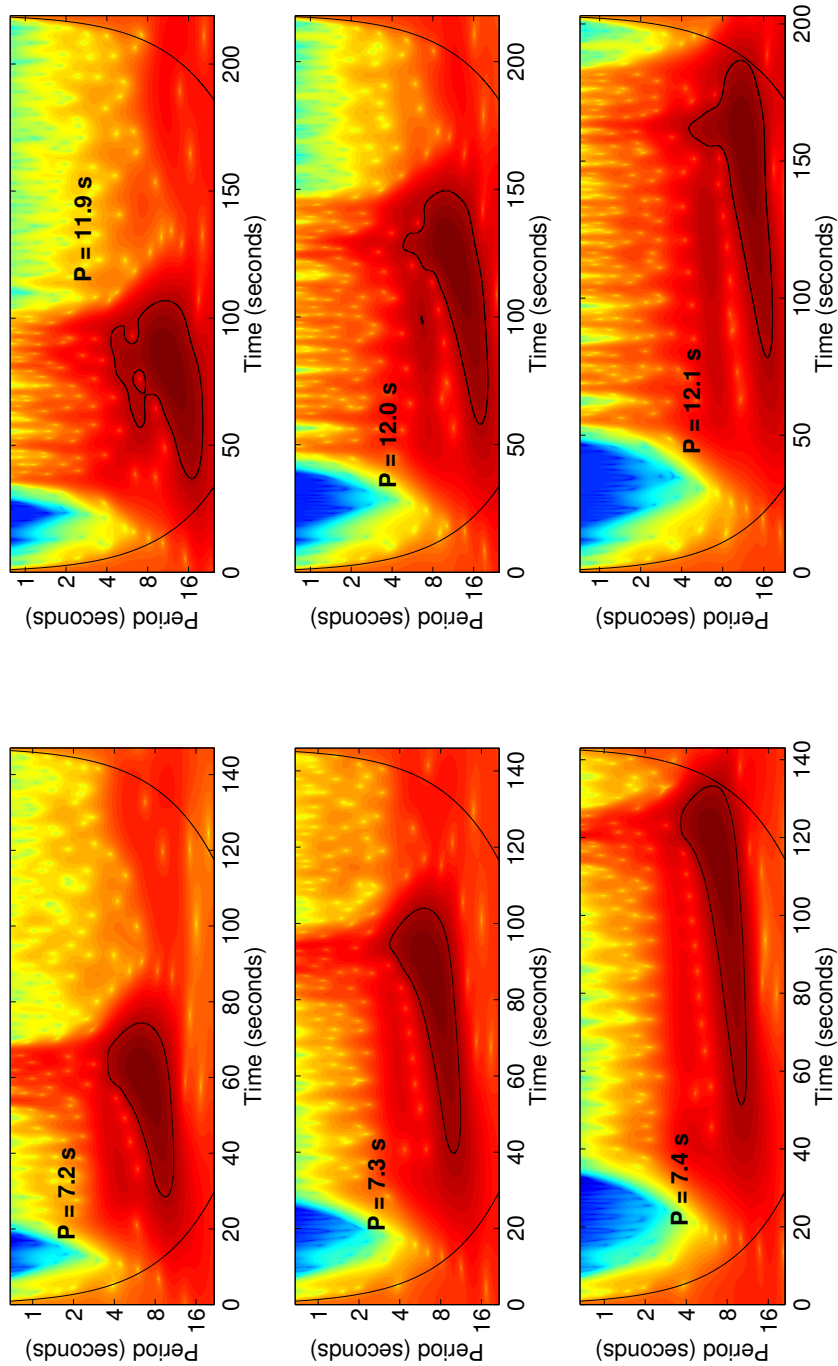 P = 7.2 s
Period (seconds)
1
2
4
8
16
0 20 40 60 80 100 120 140
Time (seconds)
P = 11.9 s
Period (seconds)
1
2
4
8
16
0 50 100 150 200
Time (seconds)
P = 7.3 s
Period (seconds)
1
2
4
8
16
0 20 40 60 80 100 120 140
Time (seconds)
P = 12.0 s
Period (seconds)
1
2
4
8
16
0 50 100 150 200
Time (seconds)
P = 7.4 s
Period (seconds)
1
2
4
8
16
0 20 40 60 80 100 120 140
Time (seconds)
P = 12.1 s
Period (seconds)
1
2
4
8
16
0 50 100 150 200
Time (seconds)